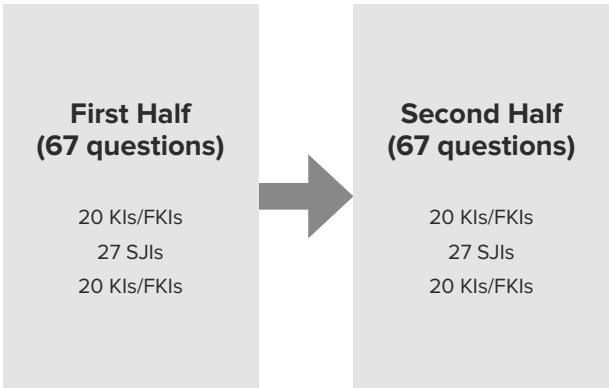 First Half
(67 questions)
20 KIs/FKIs
27 SJIs
20 KIs/FKIs
Second Half
(67 questions)
20 KIs/FKIs
27 SJIs
20 KIs/FKIs